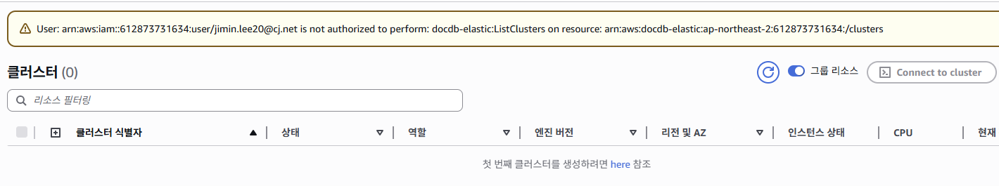 User: arn:aws:iam::612873731634:user/jimin.lee20@cj.net is not authorized to perform: docdb-elastic:ListClusters on resource: arn:aws:docdb-elastic:ap-northeast-2:612873731634:/clusters
클러스터 (0)
그룹 리소스
Connect to cluster
리소스 필터링
클러스터 식별자 상태 역할 엔진 버전 리전 및 AZ 인스턴스 상태 CPU 현재
첫 번째 클러스터를 생성하려면 here 참조